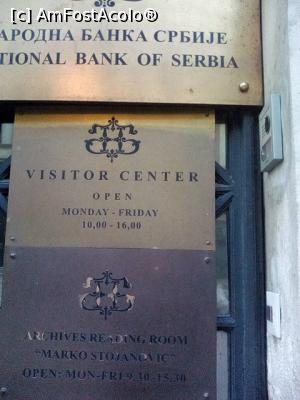 [c] AmFostAcolo®
АРОДНА БАНКА СРБИЈЕ
TIONAL BANK OF SERBIA
VISITOR CENTER
OPEN
MONDAY - FRIDAY
10,00 - 16,00
ARCHIVES READING ROOM
"MARKO STOJANOVIC"
OPEN: MON-FRI 9.30-15.30